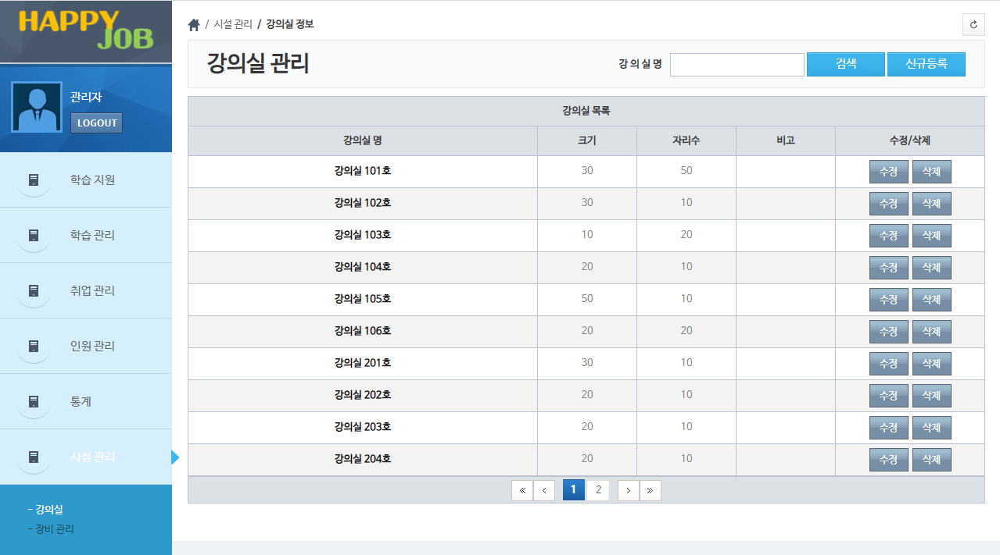 HAPPY
JOB
관리자
LOGOUT
학습 지원
학습 관리
취업 관리
인원 관리
통계
시설 관리
- 강의실
- 장비 관리
/ 시설 관리 / 강의실 정보
강의실 관리
강의실명
검색
신규등록
강의실 목록
강의실 명 크기 자리수 비고 수정/삭제
강의실 101호 30 50 수정 삭제
강의실 102호 30 10 수정 삭제
강의실 103호 10 20 수정 삭제
강의실 104호 20 10 수정 삭제
강의실 105호 50 10 수정 삭제
강의실 106호 20 20 수정 삭제
강의실 201호 30 10 수정 삭제
강의실 202호 20 10 수정 삭제
강의실 203호 20 10 수정 삭제
강의실 204호 20 10 수정 삭제
« ‹ 1 2 › »